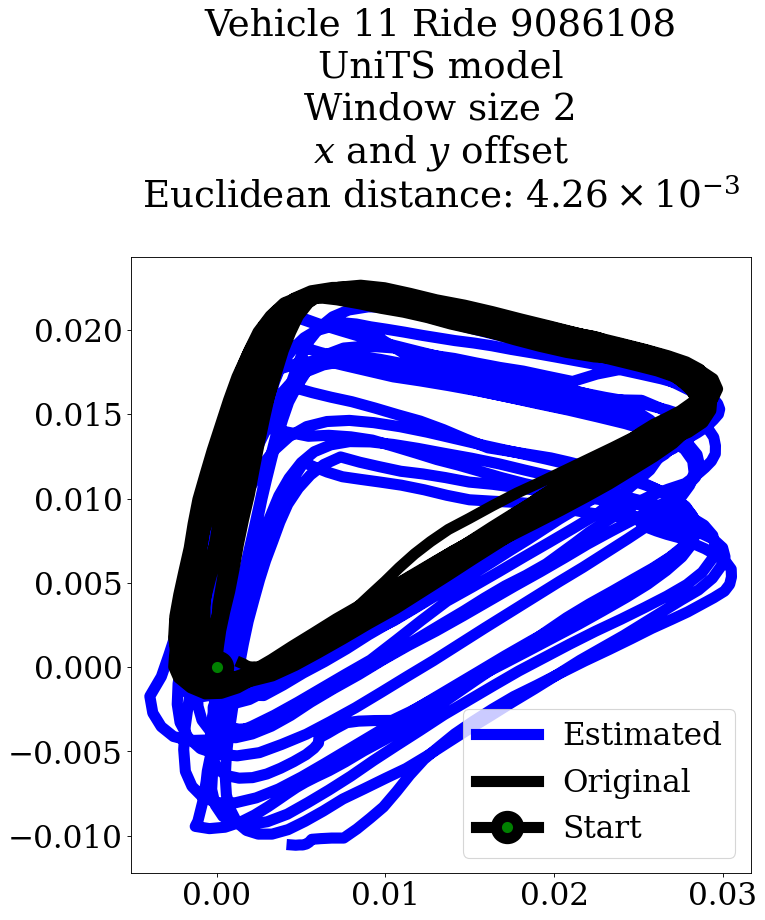 Vehicle 11 Ride 9086108
UniTS model
Window size 2
x and y offset
Euclidean distance: 4.26 × 10⁻³
0.020
0.015
0.010
0.005
0.000
−0.005
−0.010
Estimated
Original
Start
0.00 0.01 0.02 0.03